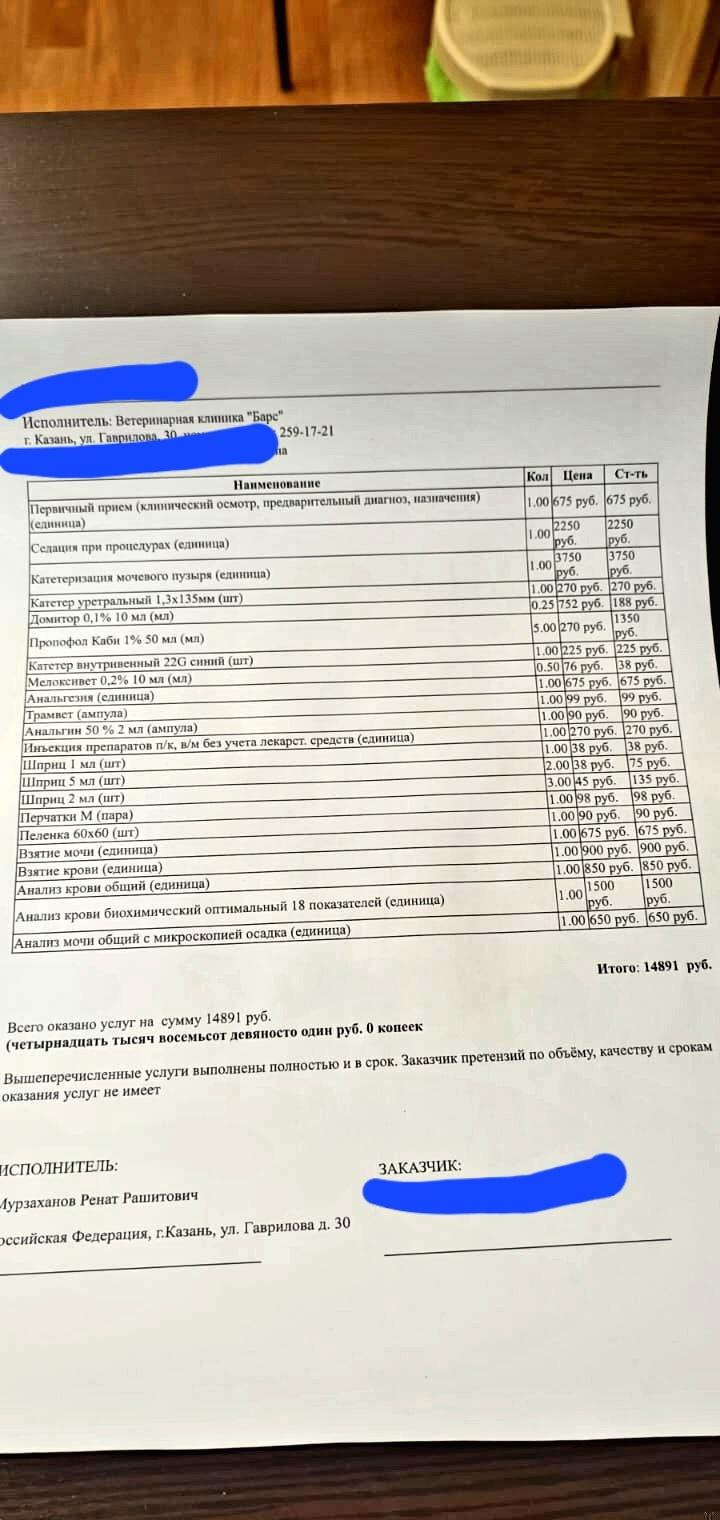 Исполнитель: Ветеринарная клиника "Барс"
г. Казань, ул. Гаврилова, 30, 259-17-21
Наименование Кол Цена Ст-ть
Первичный прием (клинический осмотр, предварительный диагноз, назначения) (единица) 1.00 675 руб. 675 руб.
Седация при процедурах (единица) 1.00 2250 руб. 2250 руб.
Катетеризация мочевого пузыря (единица) 1.00 3750 руб. 3750 руб.
Катетер уретральный 1,3х135мм (шт) 1.00 270 руб. 270 руб.
Домитор 0,1% 10 мл (мл) 0.25 752 руб. 188 руб.
Пропофол Каби 1% 50 мл (мл) 5.00 270 руб. 1350 руб.
Катетер внутривенный 22G синий (шт) 1.00 225 руб. 225 руб.
Мелоксивет 0,2% 10 мл (мл) 0.50 76 руб. 38 руб.
Анальгезия (единица) 1.00 675 руб. 675 руб.
Трамвет (ампула) 1.00 99 руб. 99 руб.
Анальгин 50 % 2 мл (ампула) 1.00 90 руб. 90 руб.
Инъекция препаратов п/к, в/м без учета лекарст. средств (единица) 1.00 270 руб. 270 руб.
Шприц 1 мл (шт) 1.00 38 руб. 38 руб.
Шприц 5 мл (шт) 2.00 38 руб. 75 руб.
Шприц 2 мл (шт) 3.00 45 руб. 135 руб.
Перчатки М (пара) 1.00 98 руб. 98 руб.
Пеленка 60х60 (шт) 1.00 90 руб. 90 руб.
Взятие мочи (единица) 1.00 675 руб. 675 руб.
Взятие крови (единица) 1.00 900 руб. 900 руб.
Анализ крови общий (единица) 1.00 850 руб. 850 руб.
Анализ крови биохимический оптимальный 18 показателей (единица) 1.00 1500 руб. 1500 руб.
Анализ мочи общий с микроскопией осадка (единица) 1.00 650 руб. 650 руб.
Итого: 14891 руб.
Всего оказано услуг на сумму 14891 руб.
(четырнадцать тысяч восемьсот девяносто один руб. 0 копеек
Вышеперечисленные услуги выполнены полностью и в срок. Заказчик претензий по объёму, качеству и срокам
оказания услуг не имеет
ИСПОЛНИТЕЛЬ: ЗАКАЗЧИК:
Мурзаханов Ренат Рашитович
оссийская Федерация, г.Казань, ул. Гаврилова д. 30